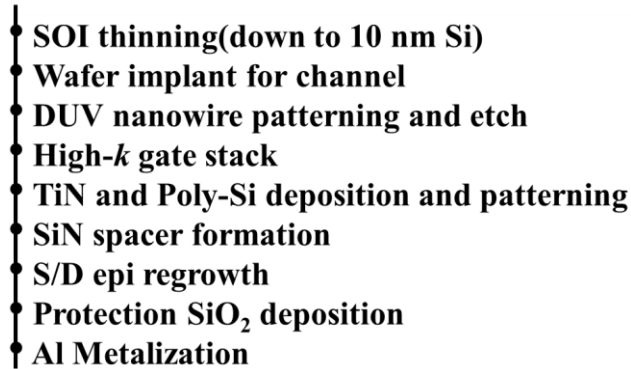 SOI thinning(down to 10 nm Si)
Wafer implant for channel
DUV nanowire patterning and etch
High-k gate stack
TiN and Poly-Si deposition and patterning
SiN spacer formation
S/D epi regrowth
Protection SiO₂ deposition
Al Metalization